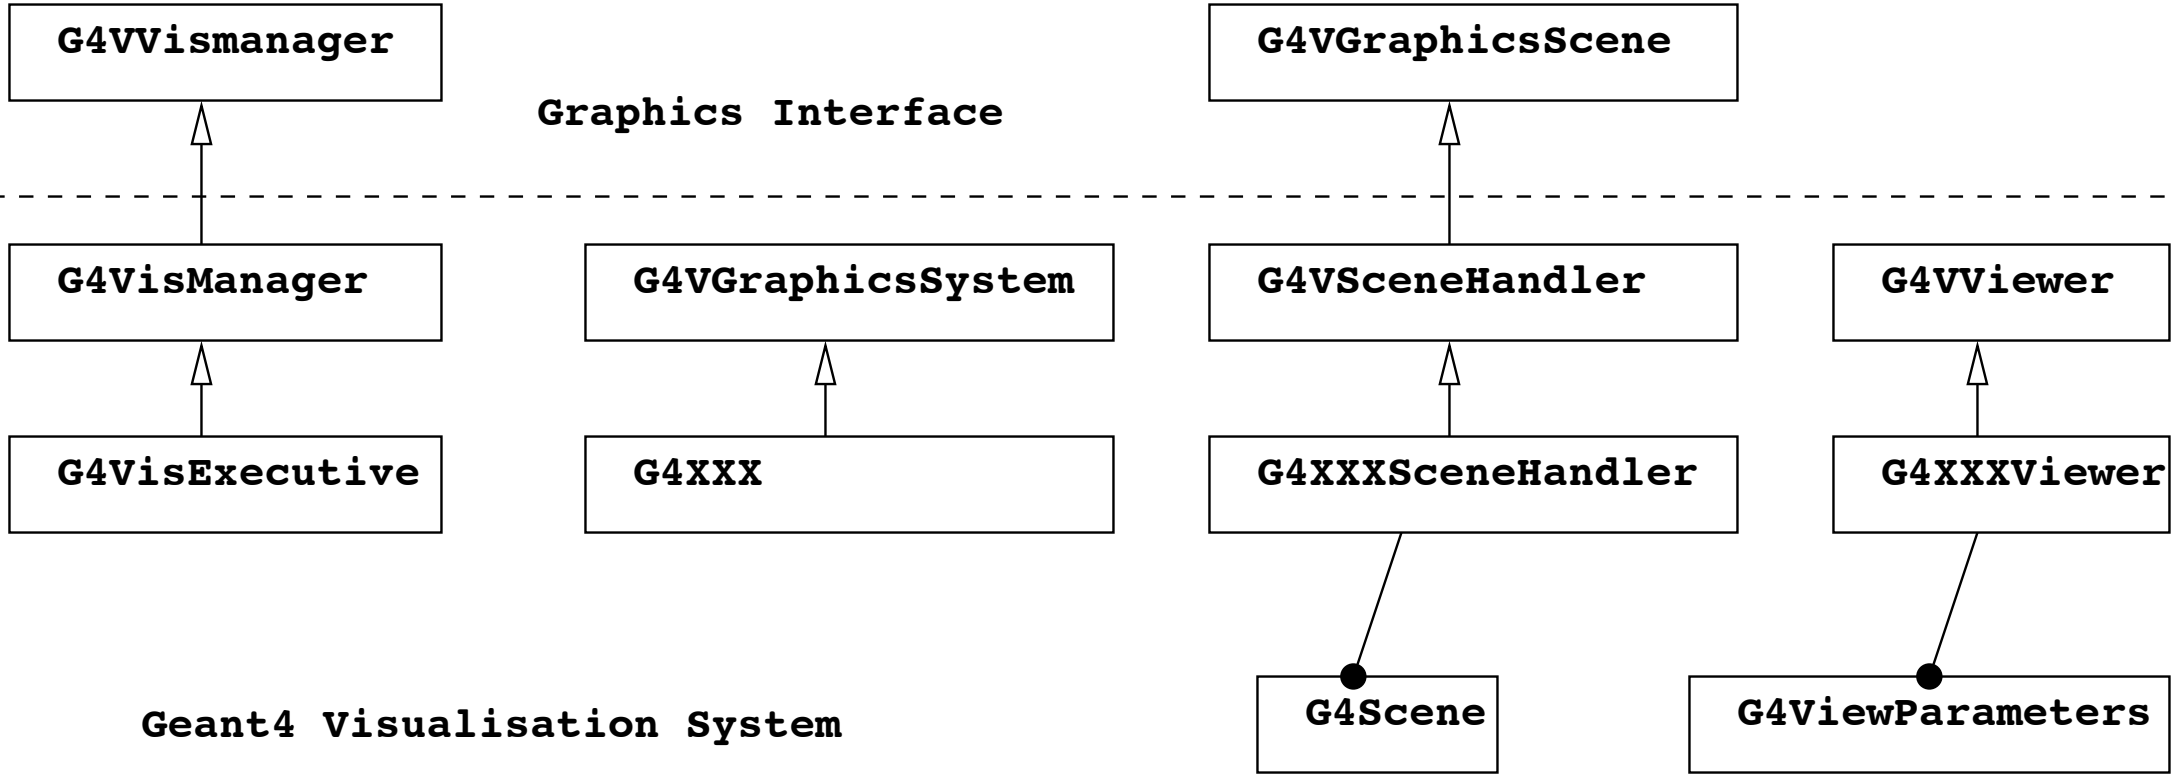 G4VVismanager
G4VGraphicsScene
Graphics Interface
G4VisManager
G4VGraphicsSystem
G4VSceneHandler
G4VViewer
G4VisExecutive
G4XXX
G4XXXSceneHandler
G4XXXViewer
G4Scene
G4ViewParameters
Geant4 Visualisation System